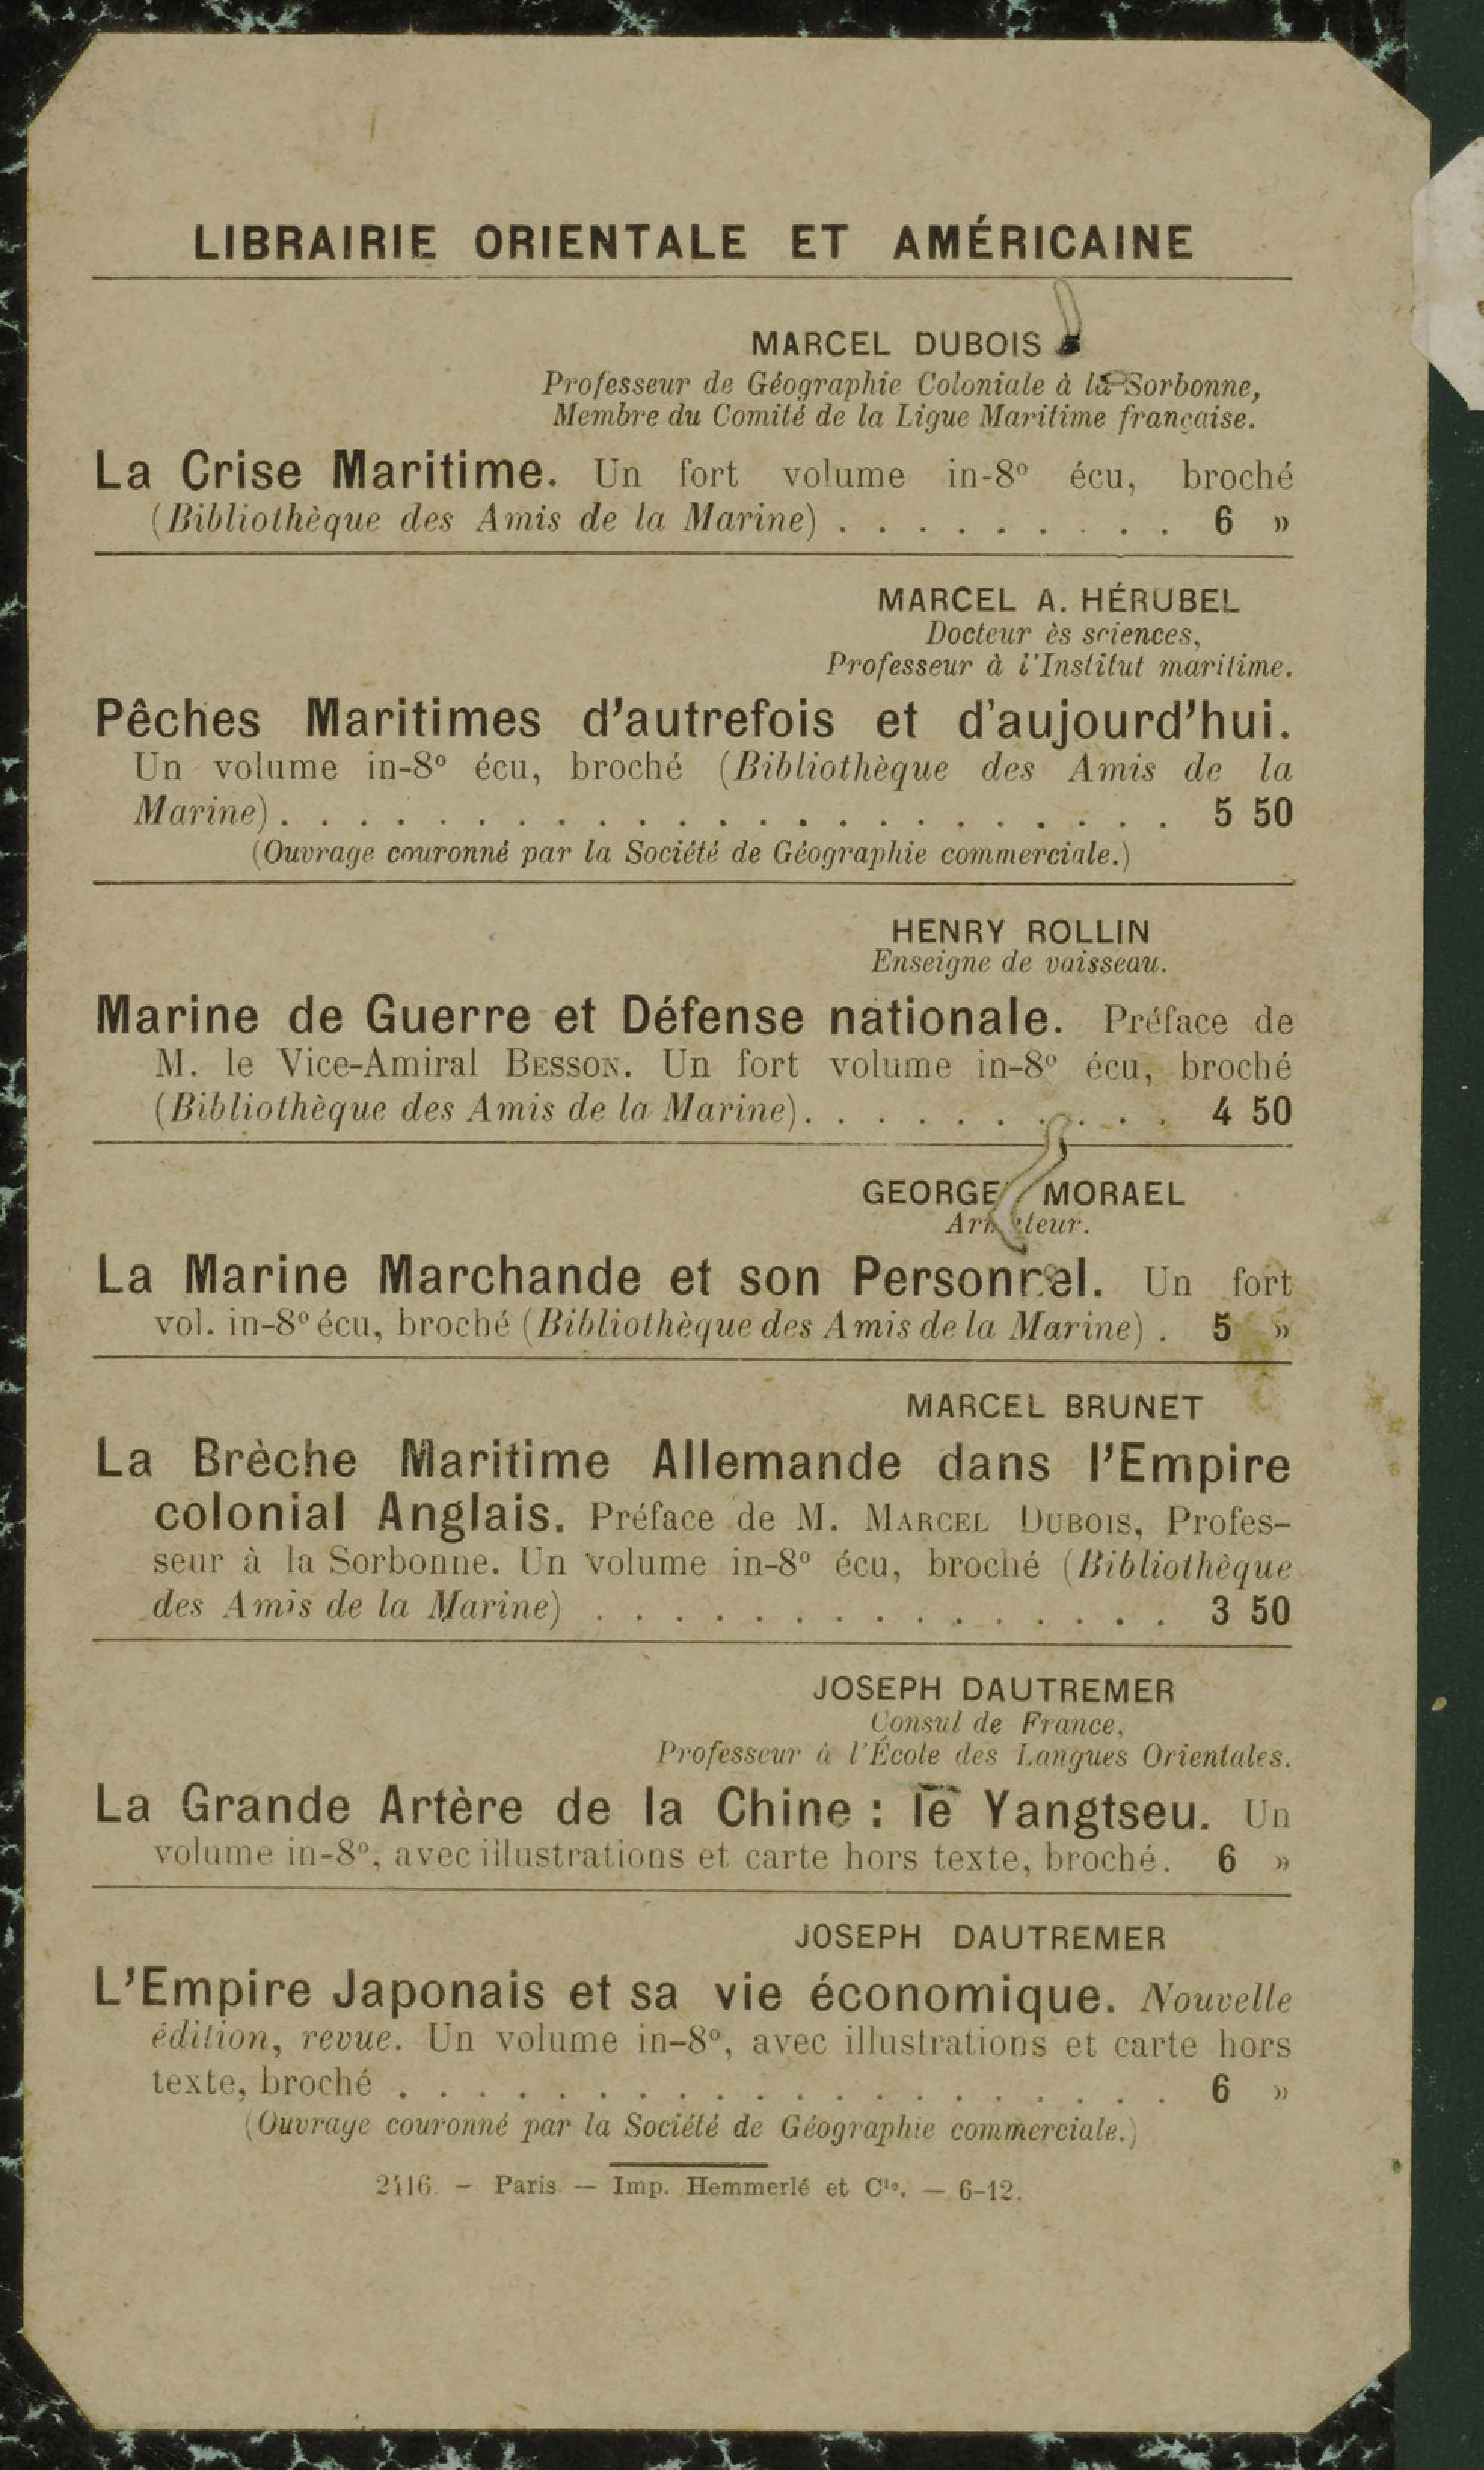 LIBRAIRIE ORIENTALE ET AMÉRICAINE
MARCEL DUBOIS
Professeur de Géographie Coloniale à la Sorbonne,
Membre du Comité de la Ligue Maritime française.
La Crise Maritime. Un fort volume in-8º écu, broché
(Bibliothèque des Amis de la Marine) . . . . . . . . . 6 »
MARCEL A. HÉRUBEL
Docteur ès sciences,
Professeur à l'Institut maritime.
Pêches Maritimes d'autrefois et d'aujourd'hui.
Un volume in-8º écu, broché (Bibliothèque des Amis de la
Marine) . . . . . . . . . . . . . . . . . . . . . . . 5 50
(Ouvrage couronné par la Société de Géographie commerciale.)
HENRY ROLLIN
Enseigne de vaisseau.
Marine de Guerre et Défense nationale. Préface de
M. le Vice-Amiral BESSON. Un fort volume in-8º écu, broché
(Bibliothèque des Amis de la Marine). . . . . . . . . . 4 50
MORAEL
La Marine Marchande et son Personnel. Un fort
vol. in-8º écu, broché (Bibliothèque des Amis de la Marine) . 5 »
MARCEL BRUNET
La Brèche Maritime Allemande dans l'Empire
colonial Anglais. Préface de M. MARCEL DUBOIS, Profes-
seur à la Sorbonne. Un volume in-8º écu, broché (Bibliothèque
des Amis de la Marine) . . . . . . . . . . . . . . . 3 50
JOSEPH DAUTREMER
Consul de France,
Professeur à l'École des Langues Orientales.
La Grande Artère de la Chine : le Yangtseu. Un
volume in-8º, avec illustrations et carte hors texte, broché. 6 »
JOSEPH DAUTREMER
L'Empire Japonais et sa vie économique. Nouvelle
édition, revue. Un volume in-8º, avec illustrations et carte hors
texte, broché . . . . . . . . . . . . . . . . . . . . 6 »
(Ouvrage couronné par la Société de Géographie commerciale.)
2416. — Paris. — Imp. Hemmerlé et Cie. — 6-12.